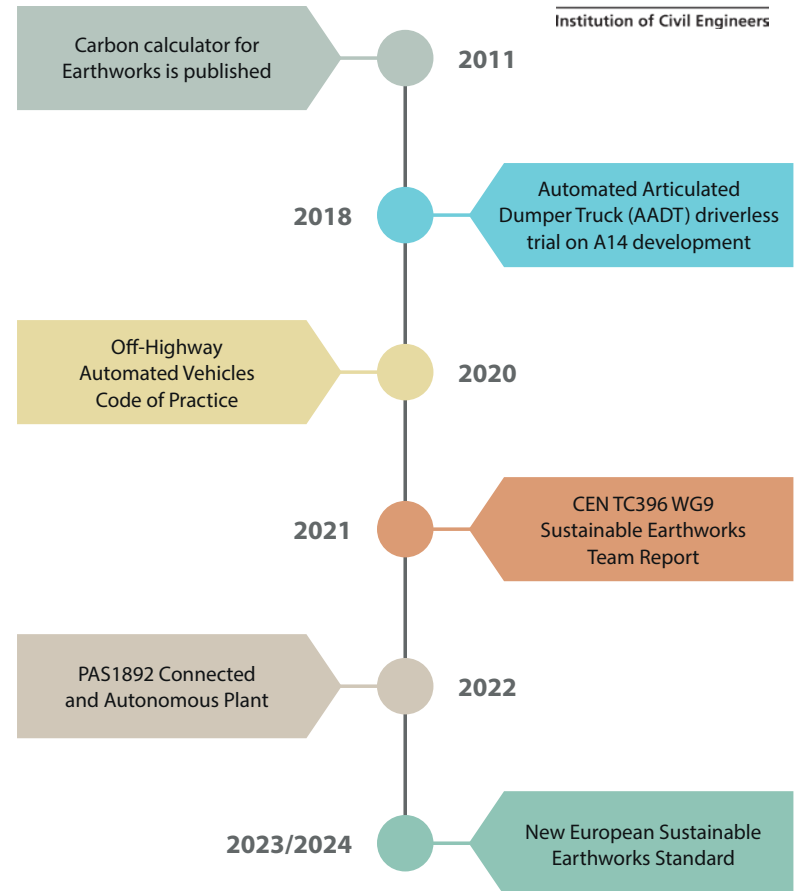 Institution of Civil Engineers
Carbon calculator for
Earthworks is published
2011
2018
Automated Articulated
Dumper Truck (AADT) driverless
trial on A14 development
Off-Highway
Automated Vehicles
Code of Practice
2020
2021
CEN TC396 WG9
Sustainable Earthworks
Team Report
PAS1892 Connected
and Autonomous Plant
2022
2023/2024
New European Sustainable
Earthworks Standard